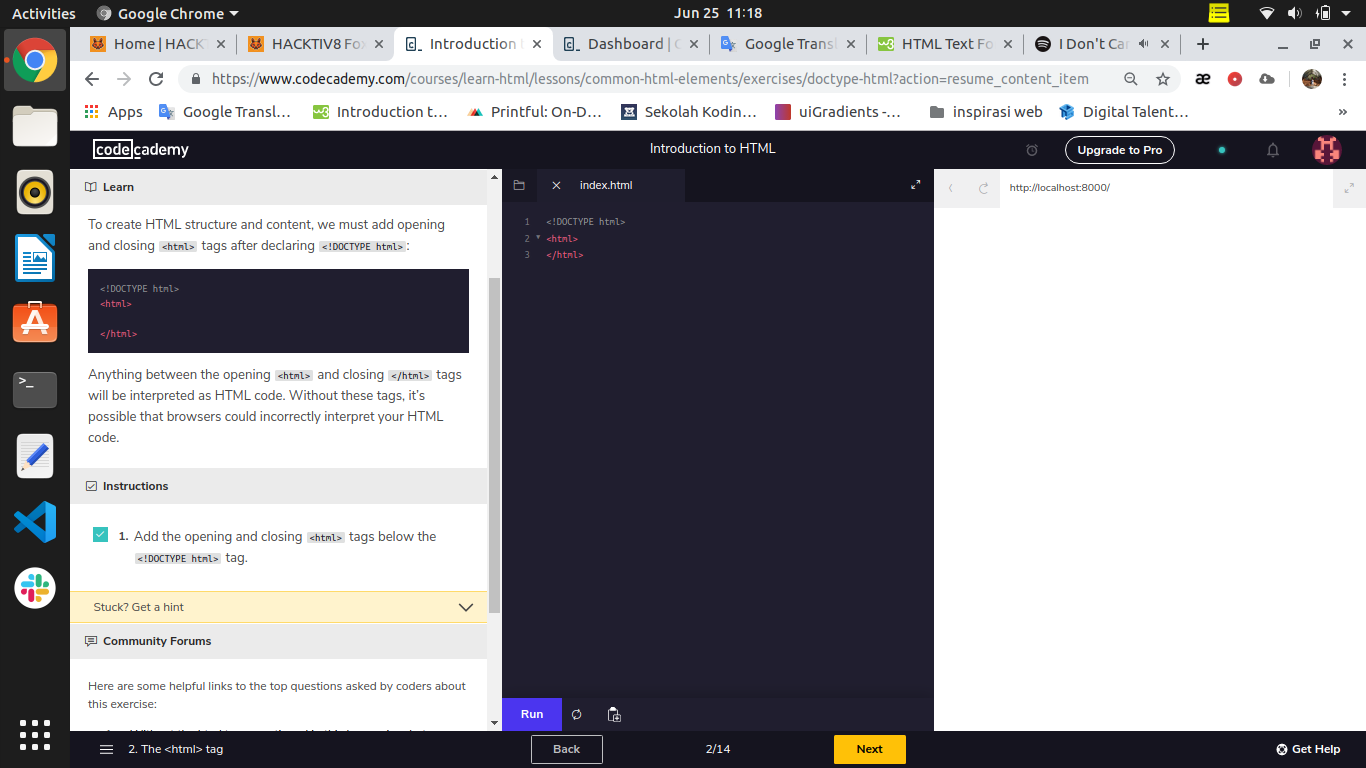 Activities
Google Chrome
Jun 25 11:18
Home | HACK
HACKTIV8 Fo
Introduction
Dashboard |
Google Transl
HTML Text Fo
I Don't Car
https://www.codecademy.com/courses/learn-html/lessons/common-html-elements/exercises/doctype-html?action=resume_content_item
Apps
Google Transl...
Introduction t...
Printful: On-D...
Sekolah Kodin...
uiGradients -...
inspirasi web
Digital Talent...
»
codecademy
Introduction to HTML
Upgrade to Pro
Learn
To create HTML structure and content, we must add opening
and closing <html> tags after declaring <!DOCTYPE html>:
<!DOCTYPE html>
<html>
</html>
Anything between the opening <html> and closing </html> tags
will be interpreted as HTML code. Without these tags, it's
possible that browsers could incorrectly interpret your HTML
code.
Instructions
1. Add the opening and closing <html> tags below the
<!DOCTYPE html> tag.
Stuck? Get a hint
Community Forums
Here are some helpful links to the top questions asked by coders about
this exercise:
index.html
1 <!DOCTYPE html>
2 <html>
3 </html>
Run
http://localhost:8000/
2. The <html> tag
Back
2/14
Next
Get Help